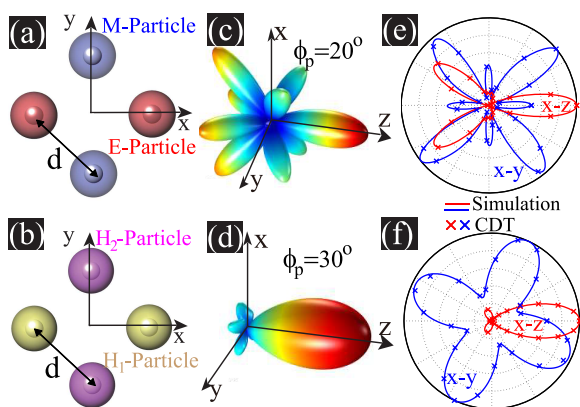 (a)
y
M-Particle
x
E-Particle
d
(c)
x
ϕp=20°
z
y
(e)
x-z
x-y
Simulation
CDT
(b)
y
H2-Particle
x
H1-Particle
d
(d)
x
ϕp=30°
z
y
(f)
x-z
x-y